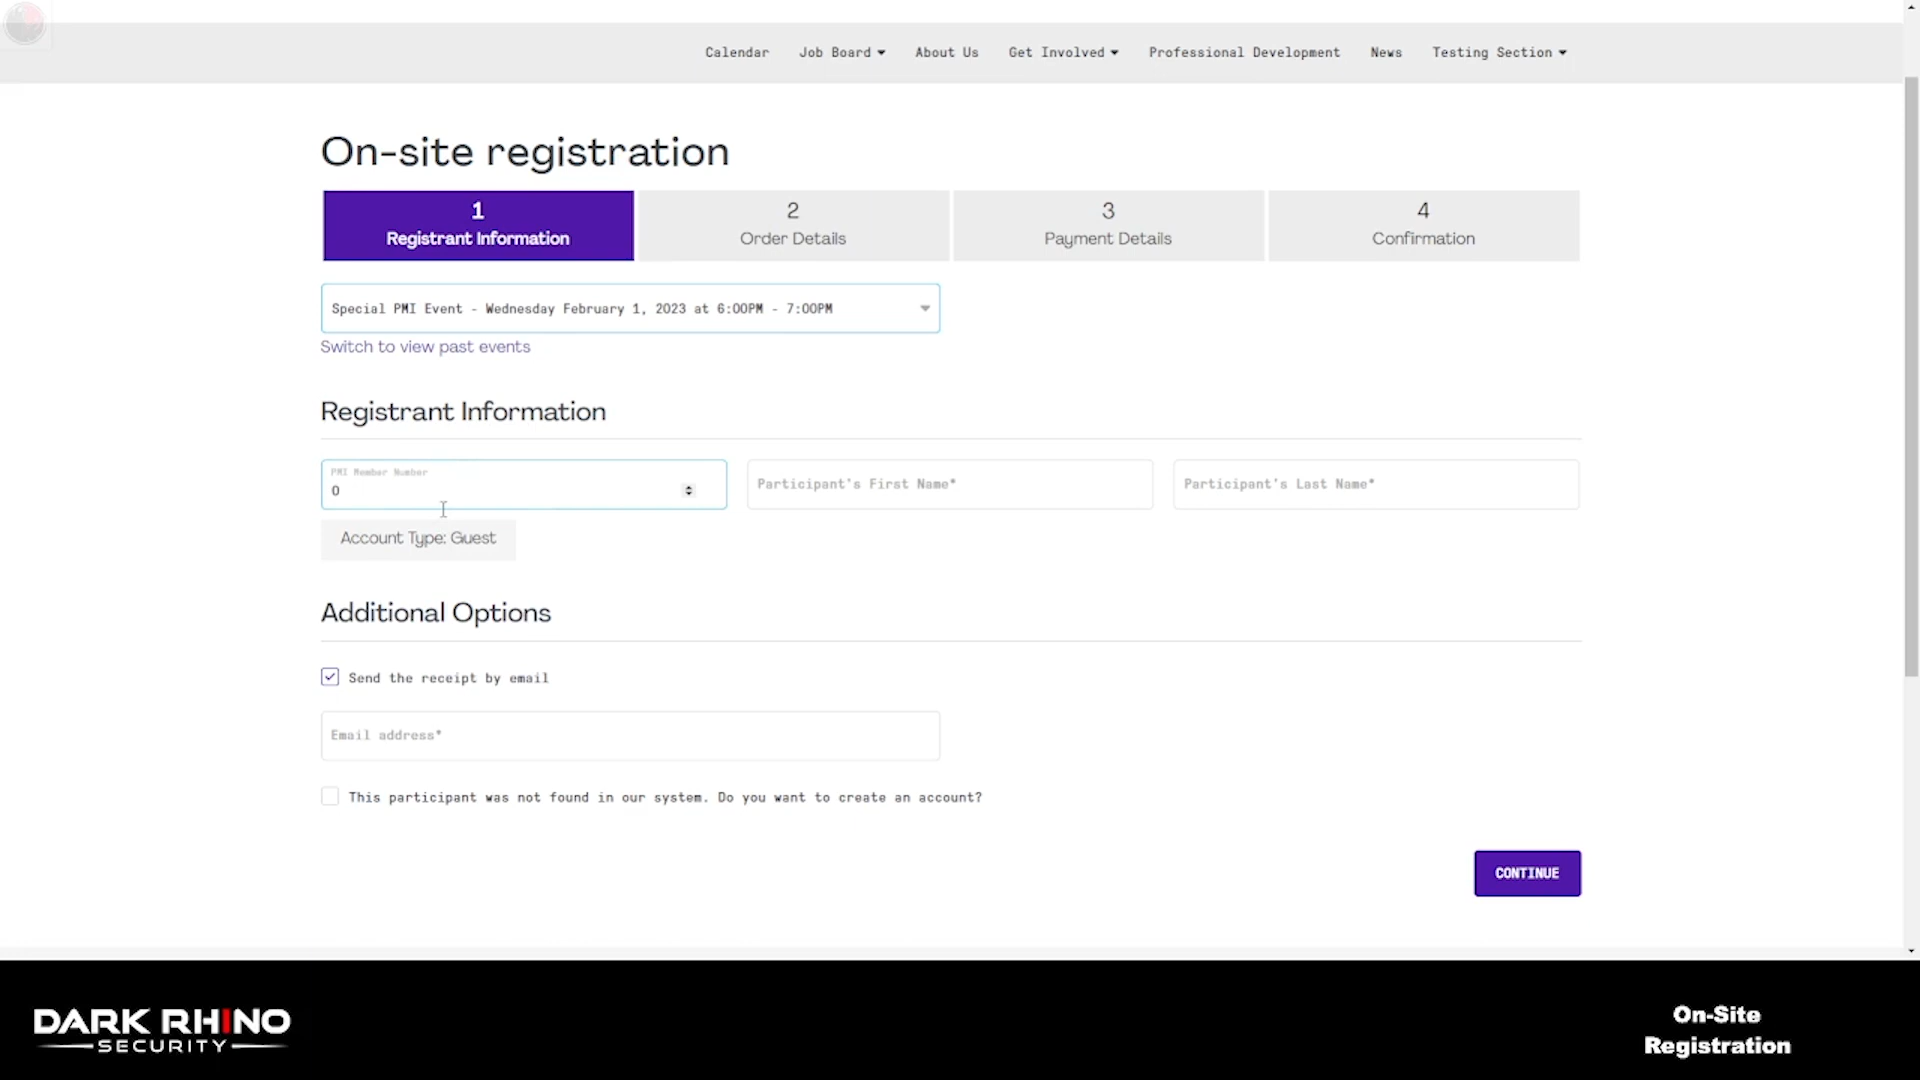 Calendar Job Board About Us Get Involved Professional Development News Testing Section
On-site registration
1 2 3 4
Registrant Information Order Details Payment Details Confirmation
Special PMI Event - Wednesday February 1, 2023 at 6:00PM - 7:00PM
Switch to view past events
Registrant Information
PMI Member Number
0
Participant's First Name*
Participant's Last Name*
Account Type: Guest
Additional Options
Send the receipt by email
Email address*
This participant was not found in our system. Do you want to create an account?
CONTINUE
DARK RHINO
SECURITY
On-Site
Registration